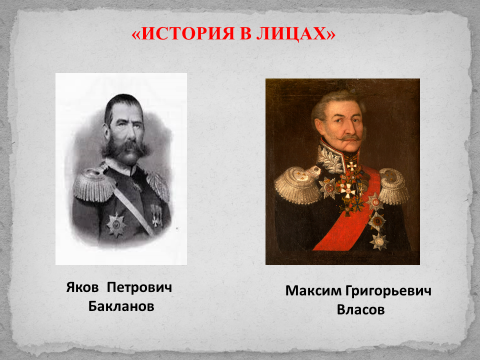 «ИСТОРИЯ В ЛИЦАХ»
Яков Петрович
Бакланов
Максим Григорьевич
Власов